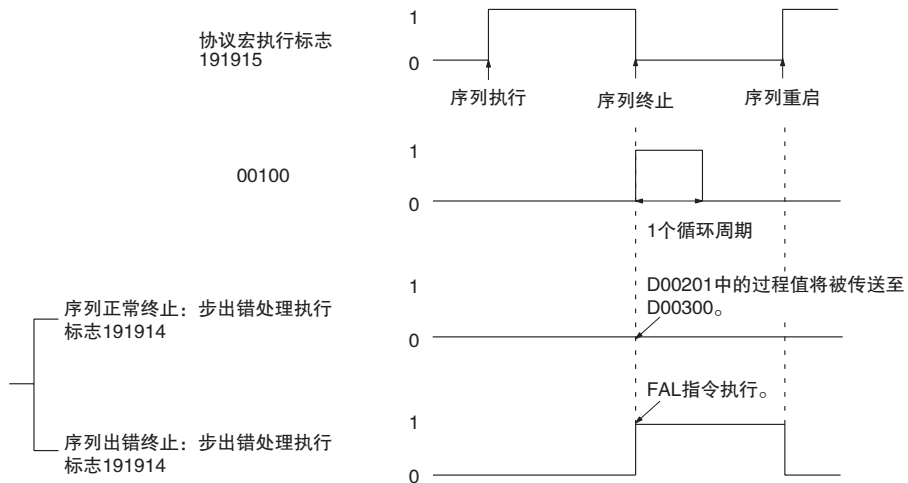 1
协议宏执行标志
191915
0
序列执行
序列终止
序列重启
1
00100
0
1个循环周期
1
D00201中的过程值将被传送至
D00300。
序列正常终止：步出错处理执行
标志191914
0
FAL指令执行。
1
序列出错终止：步出错处理执行
标志191914
0